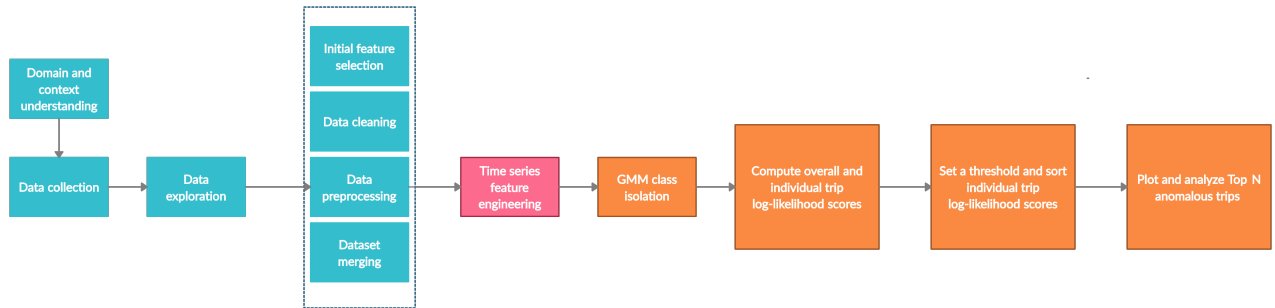 Domain and
context
understanding
Data collection
Data
exploration
Initial feature
selection
Data cleaning
Data
preprocessing
Dataset
merging
Time series
feature
engineering
GMM class
isolation
Compute overall and
individual trip
log-likelihood scores
Set a threshold and sort
individual trip
log-likelihood scores
Plot and analyze Top N
anomalous trips